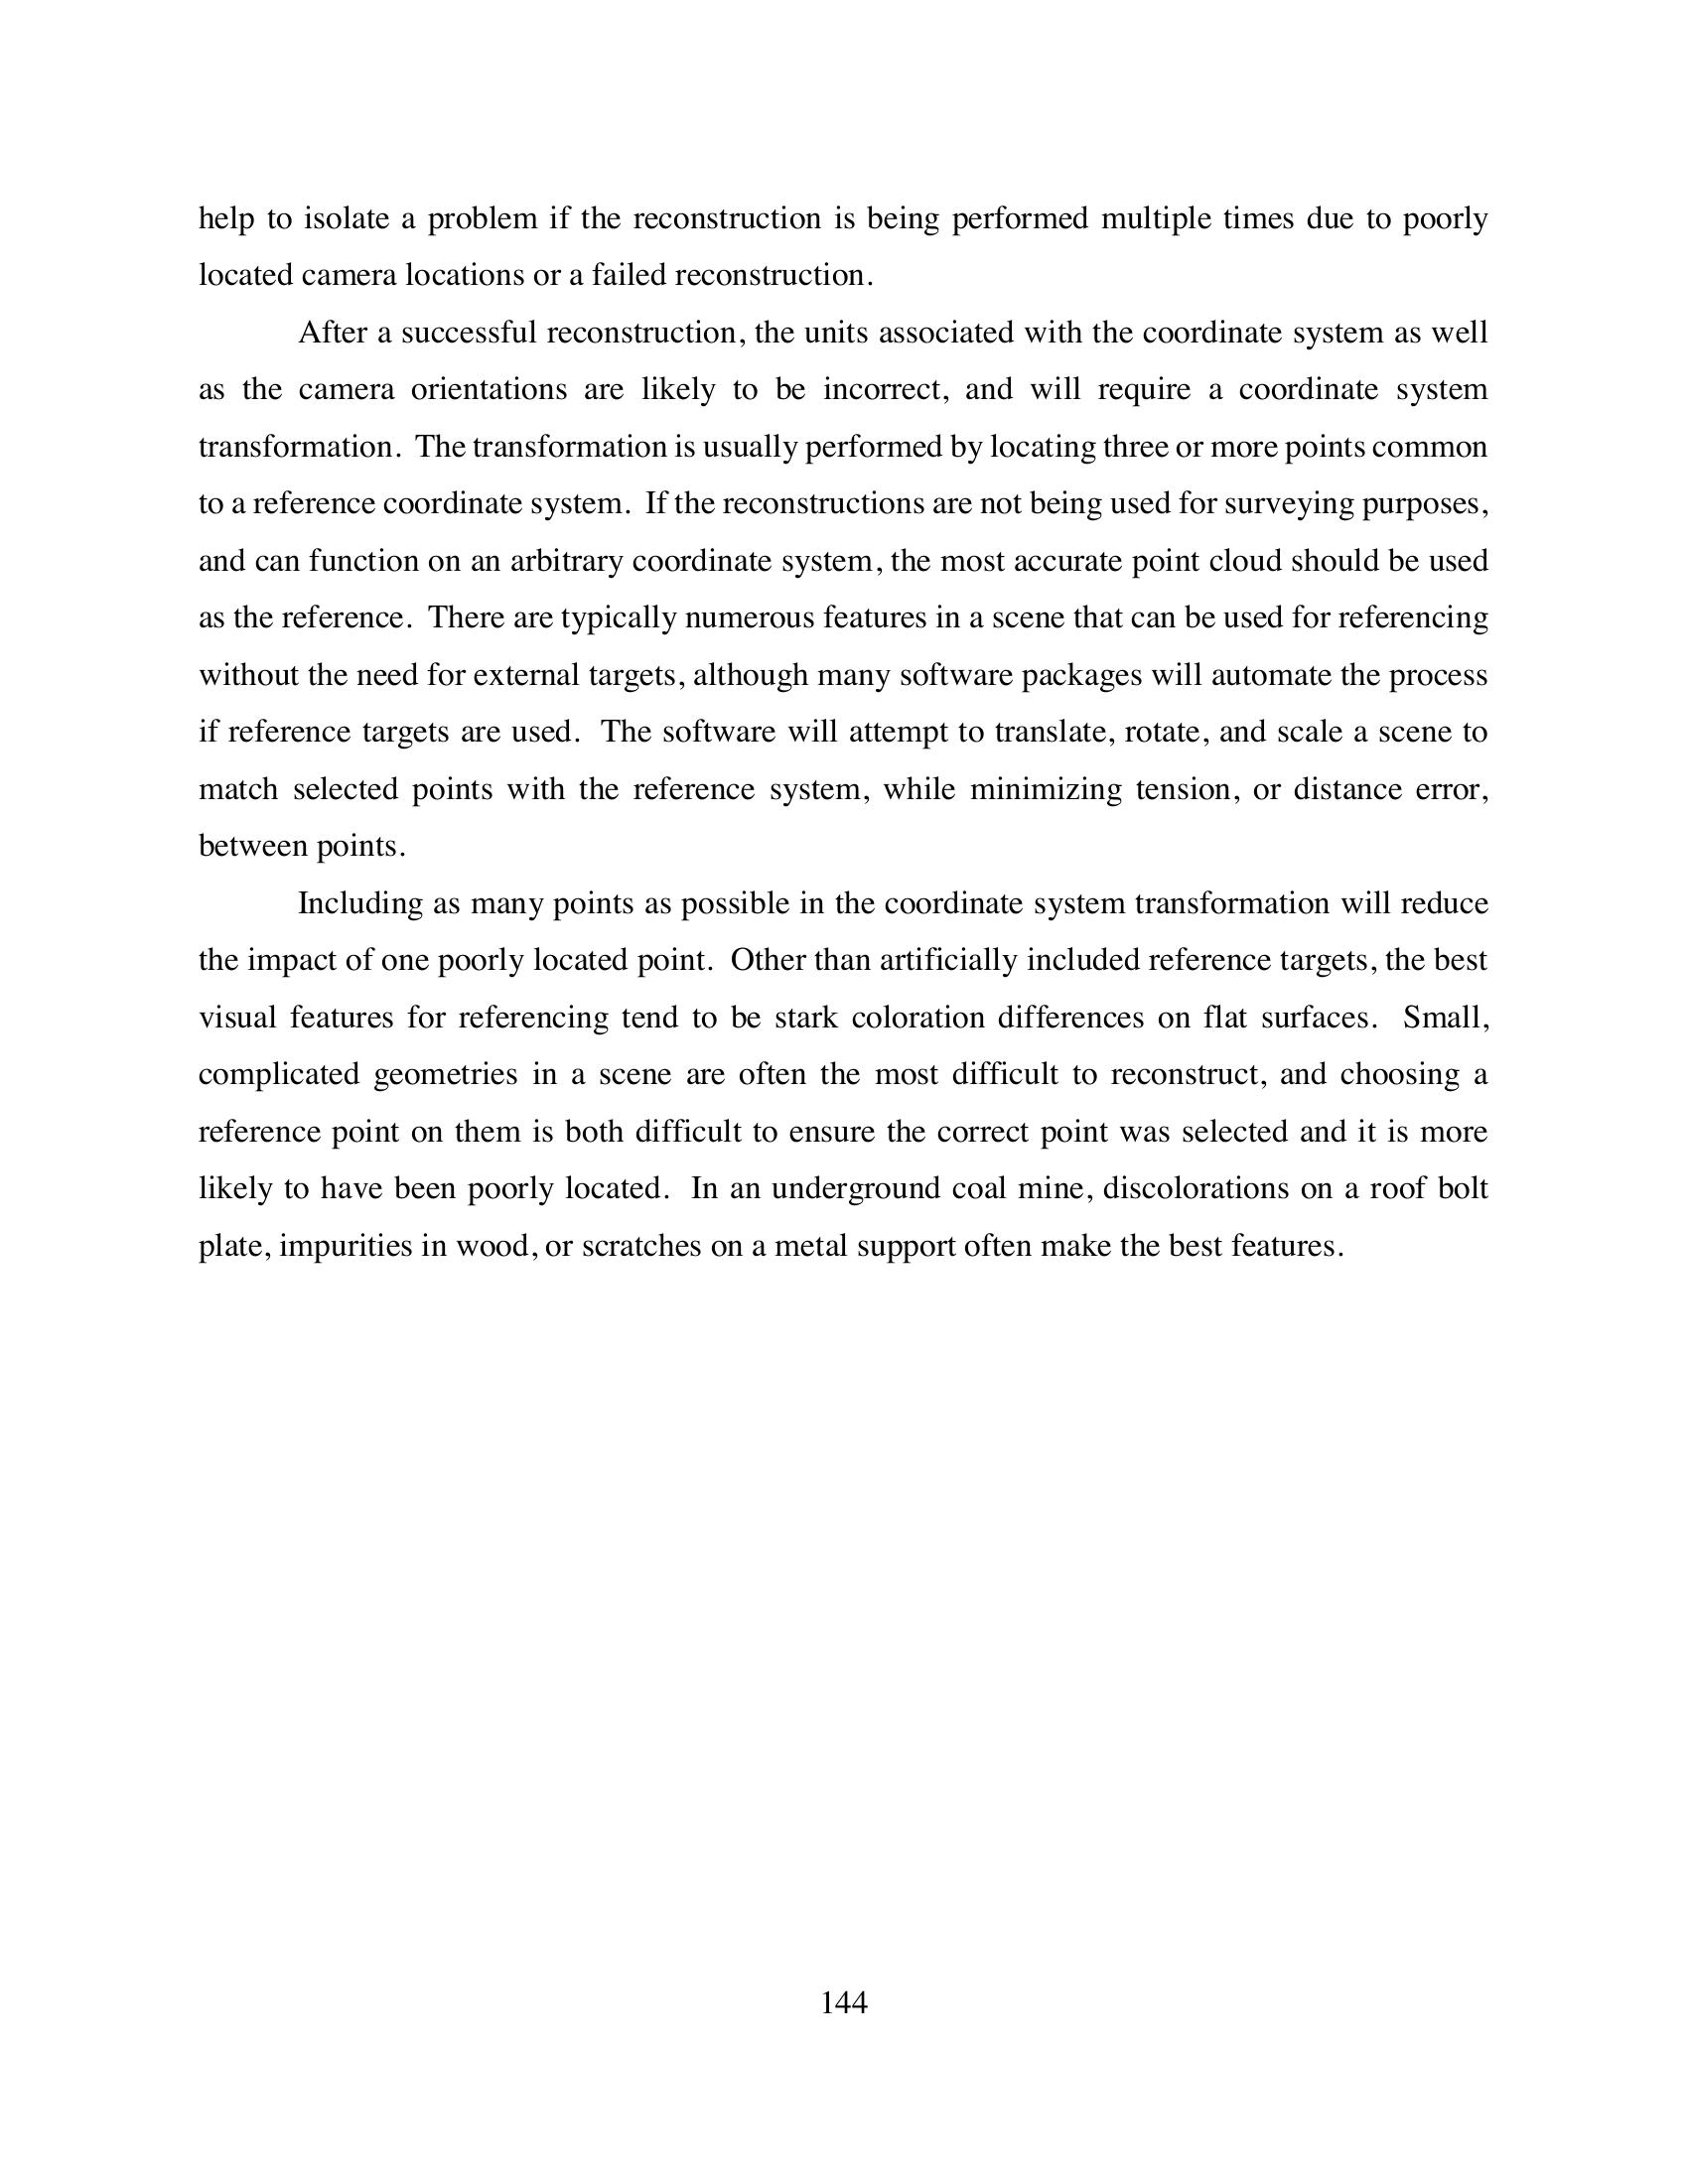 help to isolate a problem if the reconstruction is being performed multiple times due to poorly
located camera locations or a failed reconstruction.
After a successful reconstruction, the units associated with the coordinate system as well
as the camera orientations are likely to be incorrect, and will require a coordinate system
transformation. The transformation is usually performed by locating three or more points common
to a reference coordinate system. If the reconstructions are not being used for surveying purposes,
and can function on an arbitrary coordinate system, the most accurate point cloud should be used
as the reference. There are typically numerous features in a scene that can be used for referencing
without the need for external targets, although many software packages will automate the process
if reference targets are used. The software will attempt to translate, rotate, and scale a scene to
match selected points with the reference system, while minimizing tension, or distance error,
between points.
Including as many points as possible in the coordinate system transformation will reduce
the impact of one poorly located point. Other than artificially included reference targets, the best
visual features for referencing tend to be stark coloration differences on flat surfaces. Small,
complicated geometries in a scene are often the most difficult to reconstruct, and choosing a
reference point on them is both difficult to ensure the correct point was selected and it is more
likely to have been poorly located. In an underground coal mine, discolorations on a roof bolt
plate, impurities in wood, or scratches on a metal support often make the best features.
144